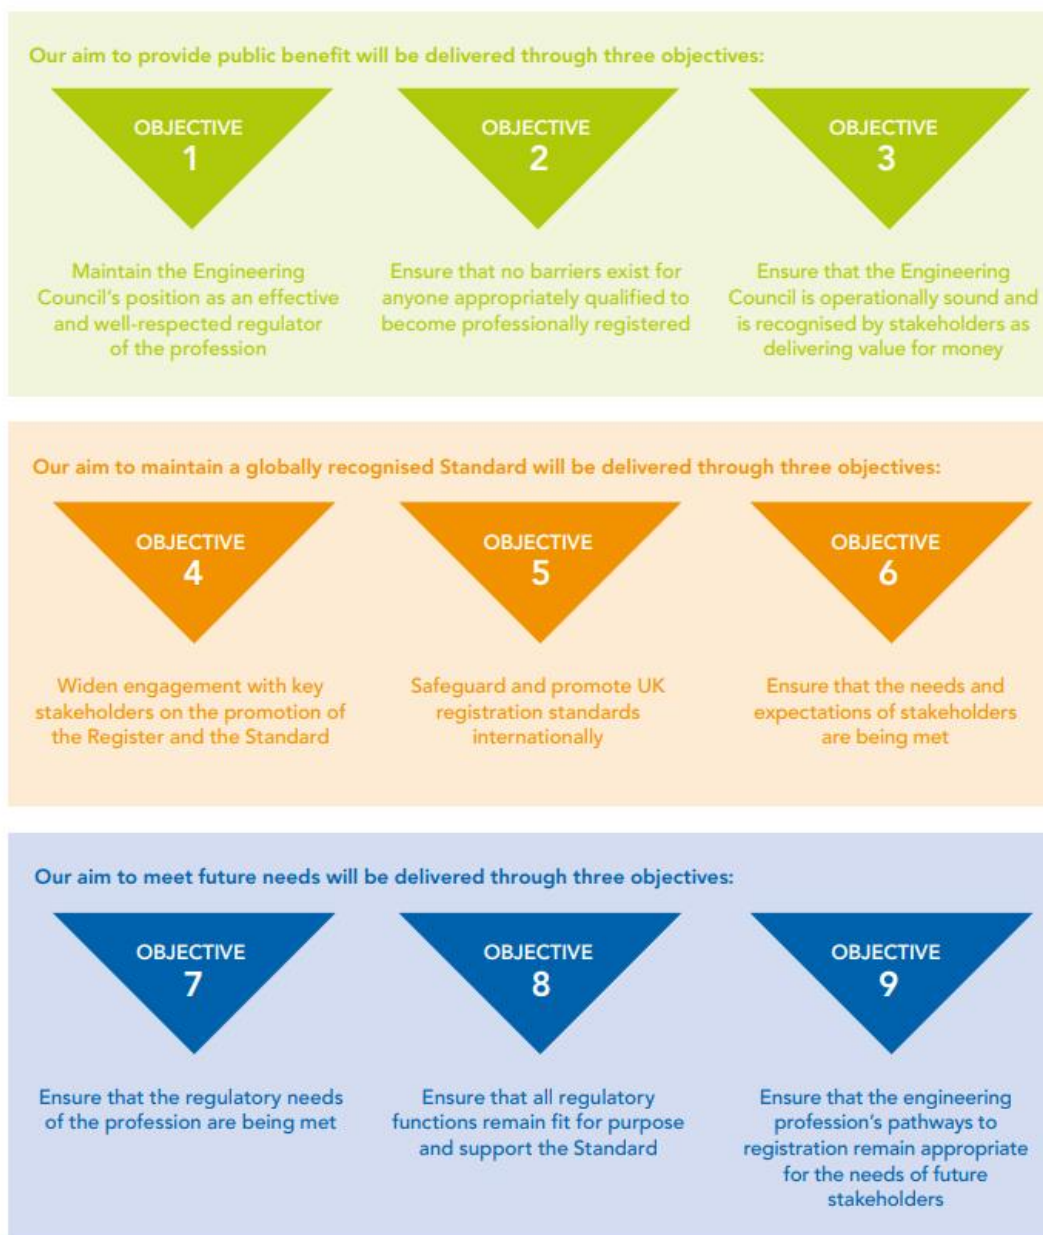 Our aim to provide public benefit will be delivered through three objectives:
OBJECTIVE
1
Maintain the Engineering
Council's position as an effective
and well-respected regulator
of the profession
OBJECTIVE
2
Ensure that no barriers exist for
anyone appropriately qualified to
become professionally registered
OBJECTIVE
3
Ensure that the Engineering
Council is operationally sound and
is recognised by stakeholders as
delivering value for money
Our aim to maintain a globally recognised Standard will be delivered through three objectives:
OBJECTIVE
4
Widen engagement with key
stakeholders on the promotion of
the Register and the Standard
OBJECTIVE
5
Safeguard and promote UK
registration standards
internationally
OBJECTIVE
6
Ensure that the needs and
expectations of stakeholders
are being met
Our aim to meet future needs will be delivered through three objectives:
OBJECTIVE
7
Ensure that the regulatory needs
of the profession are being met
OBJECTIVE
8
Ensure that all regulatory
functions remain fit for purpose
and support the Standard
OBJECTIVE
9
Ensure that the engineering
profession's pathways to
registration remain appropriate
for the needs of future
stakeholders